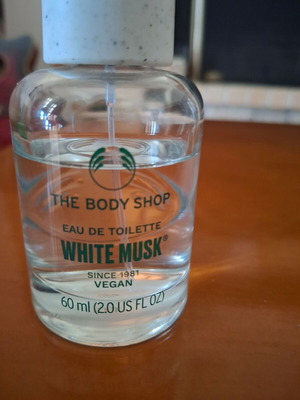 THE BODY SHOP
EAU DE TOILETTE
WHITE MUSK®
SINCE 1981
VEGAN
60 ml (2.0 US FL OZ)